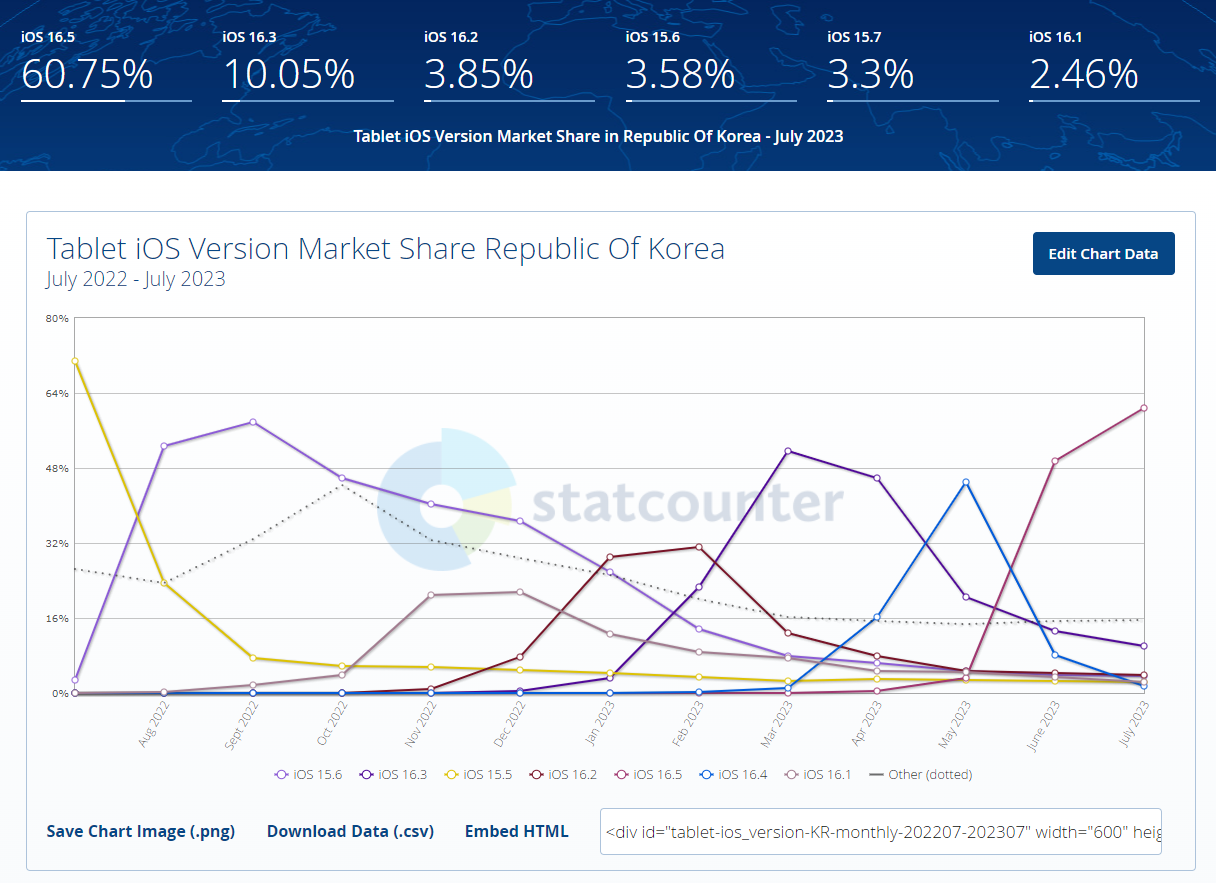 iOS 16.5 iOS 16.3 iOS 16.2 iOS 15.6 iOS 15.7 iOS 16.1
60.75% 10.05% 3.85% 3.58% 3.3% 2.46%
Tablet iOS Version Market Share in Republic Of Korea - July 2023
Tablet iOS Version Market Share Republic Of Korea
July 2022 - July 2023
Edit Chart Data
80%
64%
48%
32%
16%
0%
statcounter
Aug 2022 Sept 2022 Oct 2022 Nov 2022 Dec 2022 Jan 2023 Feb 2023 Mar 2023 Apr 2023 May 2023 June 2023 July 2023
iOS 15.6 iOS 16.3 iOS 15.5 iOS 16.2 iOS 16.5 iOS 16.4 iOS 16.1 Other (dotted)
Save Chart Image (.png) Download Data (.csv) Embed HTML
<div id="tablet-ios_version-KR-monthly-202207-202307" width="600" heig